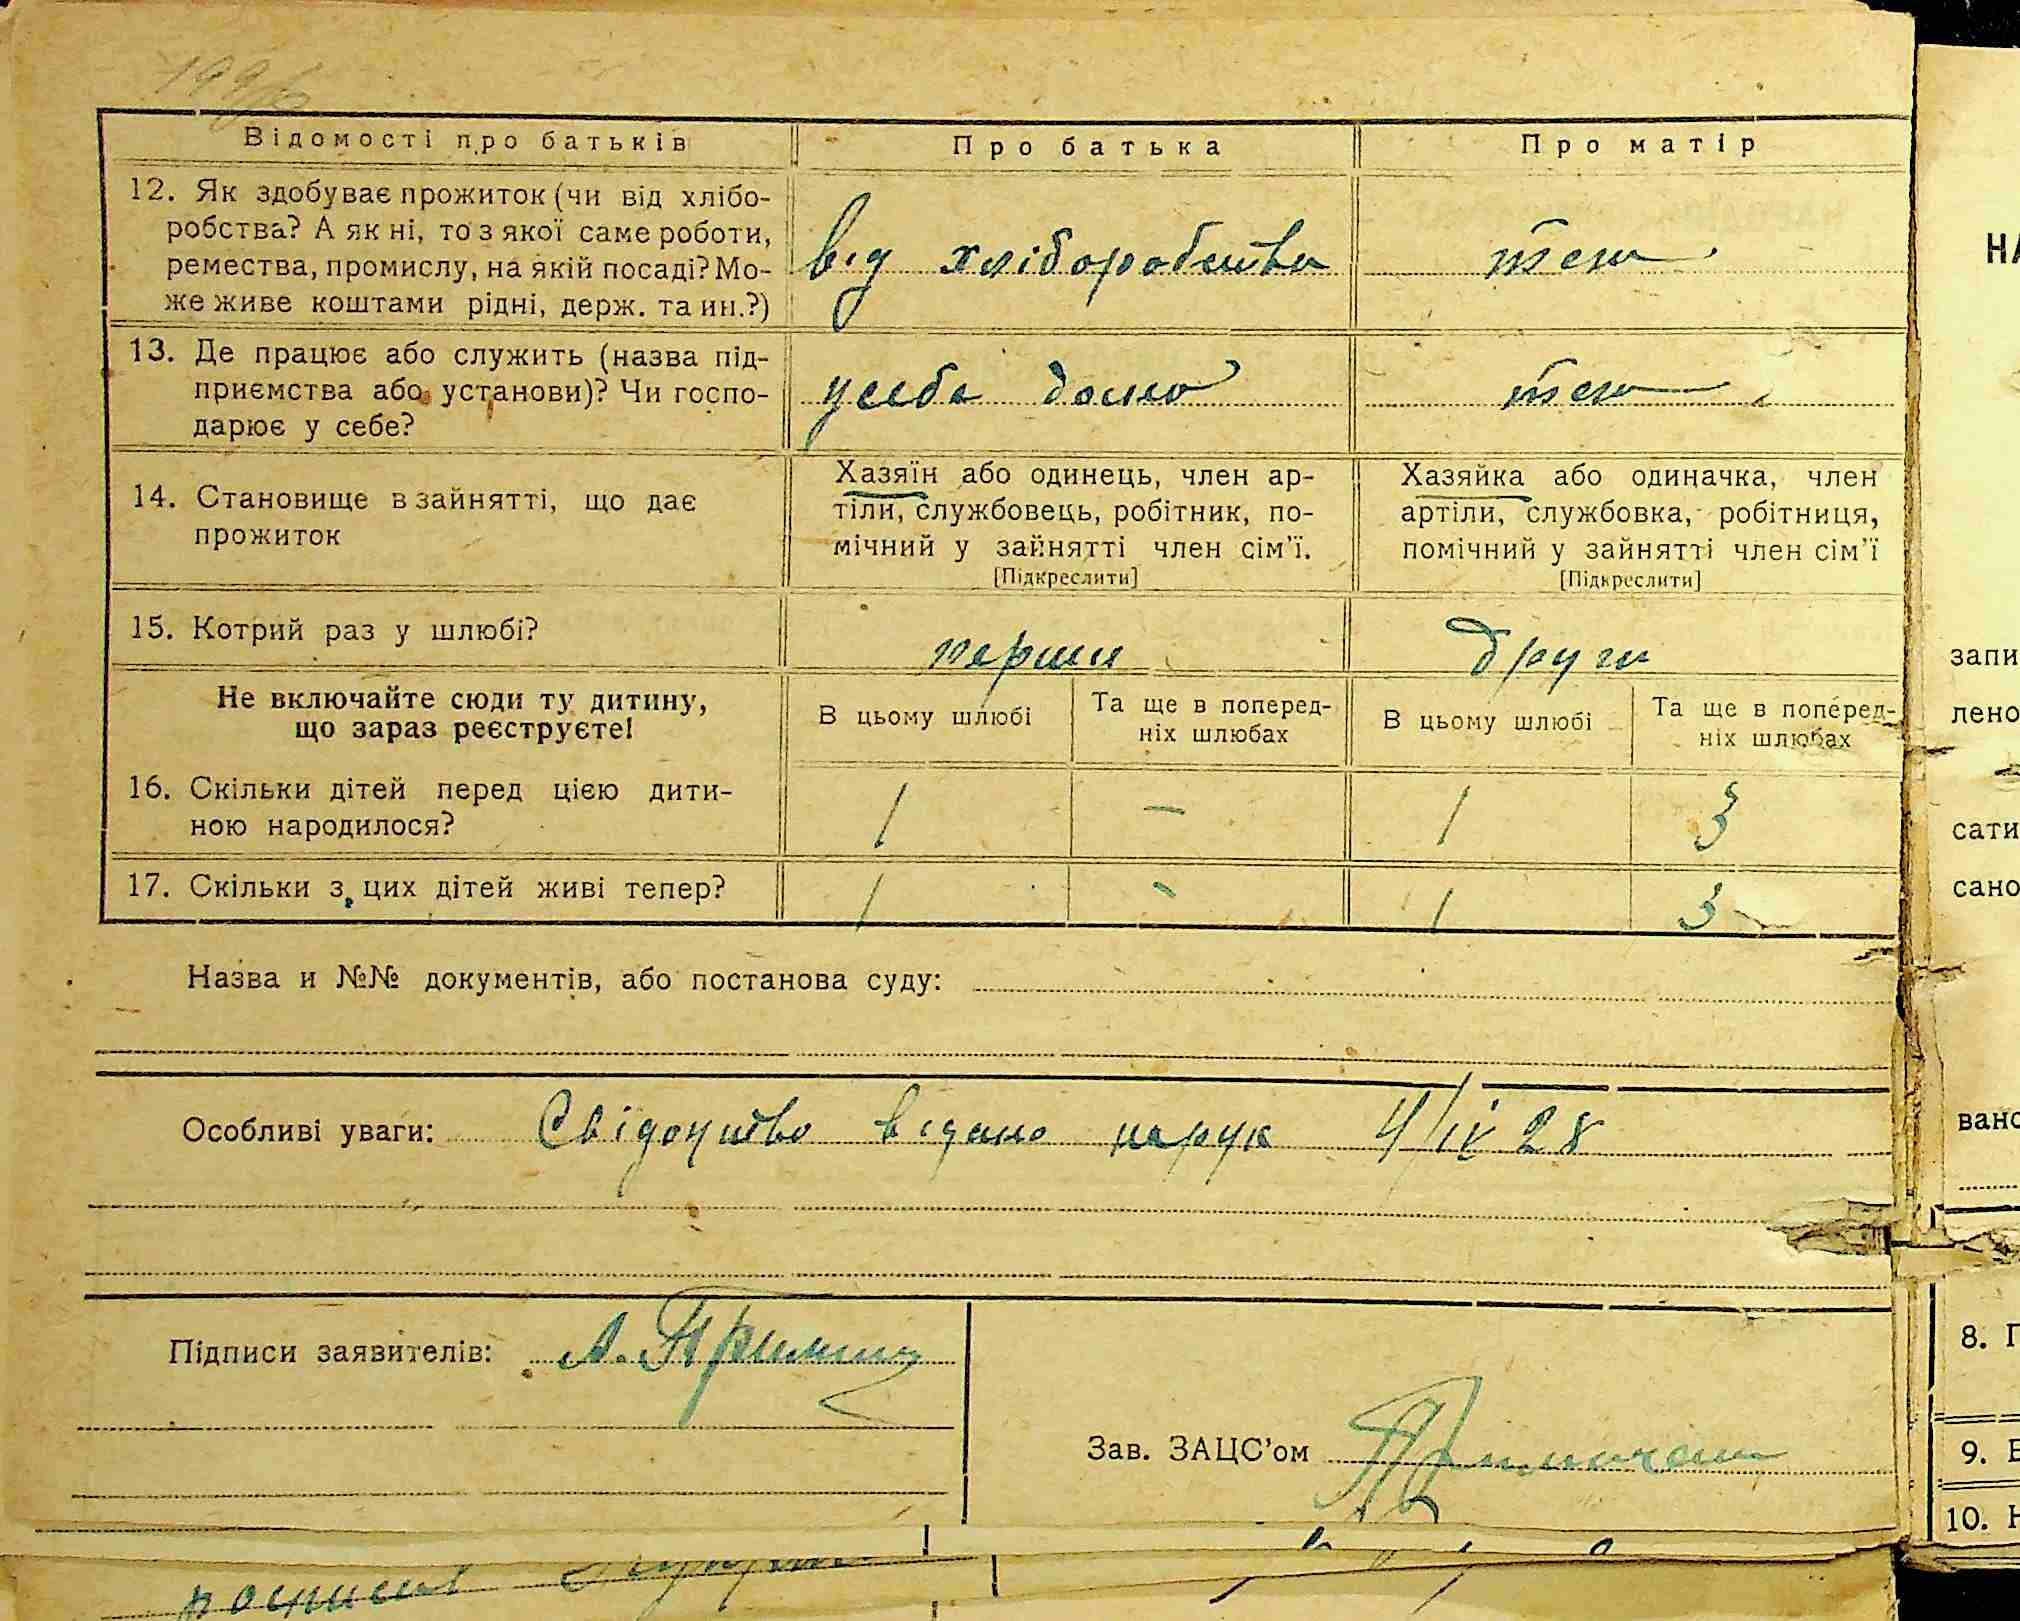 Відомості про батьків Про батька Про матір
12. Як здобуває прожиток (чи від хлібо-
робства? А як ні, то з якої саме роботи,
ремества, промислу, на якій посаді? Мо-
же живе коштами рідні, держ. та ин.?)
від хліборобства теж
13. Де працює або служить (назва під-
приємства або установи)? Чи госпо-
дарює у себе?
усебе дома теж
14. Становище в зайнятті, що дає
прожиток
Хазяїн або одинець, член ар-
тіли, службовець, робітник, по-
мічний у зайнятті член сім'ї.
[Підкреслити]
Хазяйка або одиначка, член
артіли, службовка, робітниця,
помічний у зайнятті член сім'ї
[Підкреслити]
15. Котрий раз у шлюбі? перши други
Не включайте сюди ту дитину,
що зараз реєструєте!
В цьому шлюбі
Та ще в поперед-
ніх шлюбах
В цьому шлюбі
Та ще в поперед-
ніх шлюбах
16. Скільки дітей перед цією дити-
ною народилося?
1 – 1 3
17. Скільки з цих дітей живі тепер? 1 - 1 3
Назва и №№ документів, або постанова суду:
Особливі уваги: Свідоцтво відано нарук 4/IV 28
Підписи заявителів: А.
Зав. ЗАЦС'ом
НА
запи
лено
сати
сано
вано
8. П
9. В
10. Н